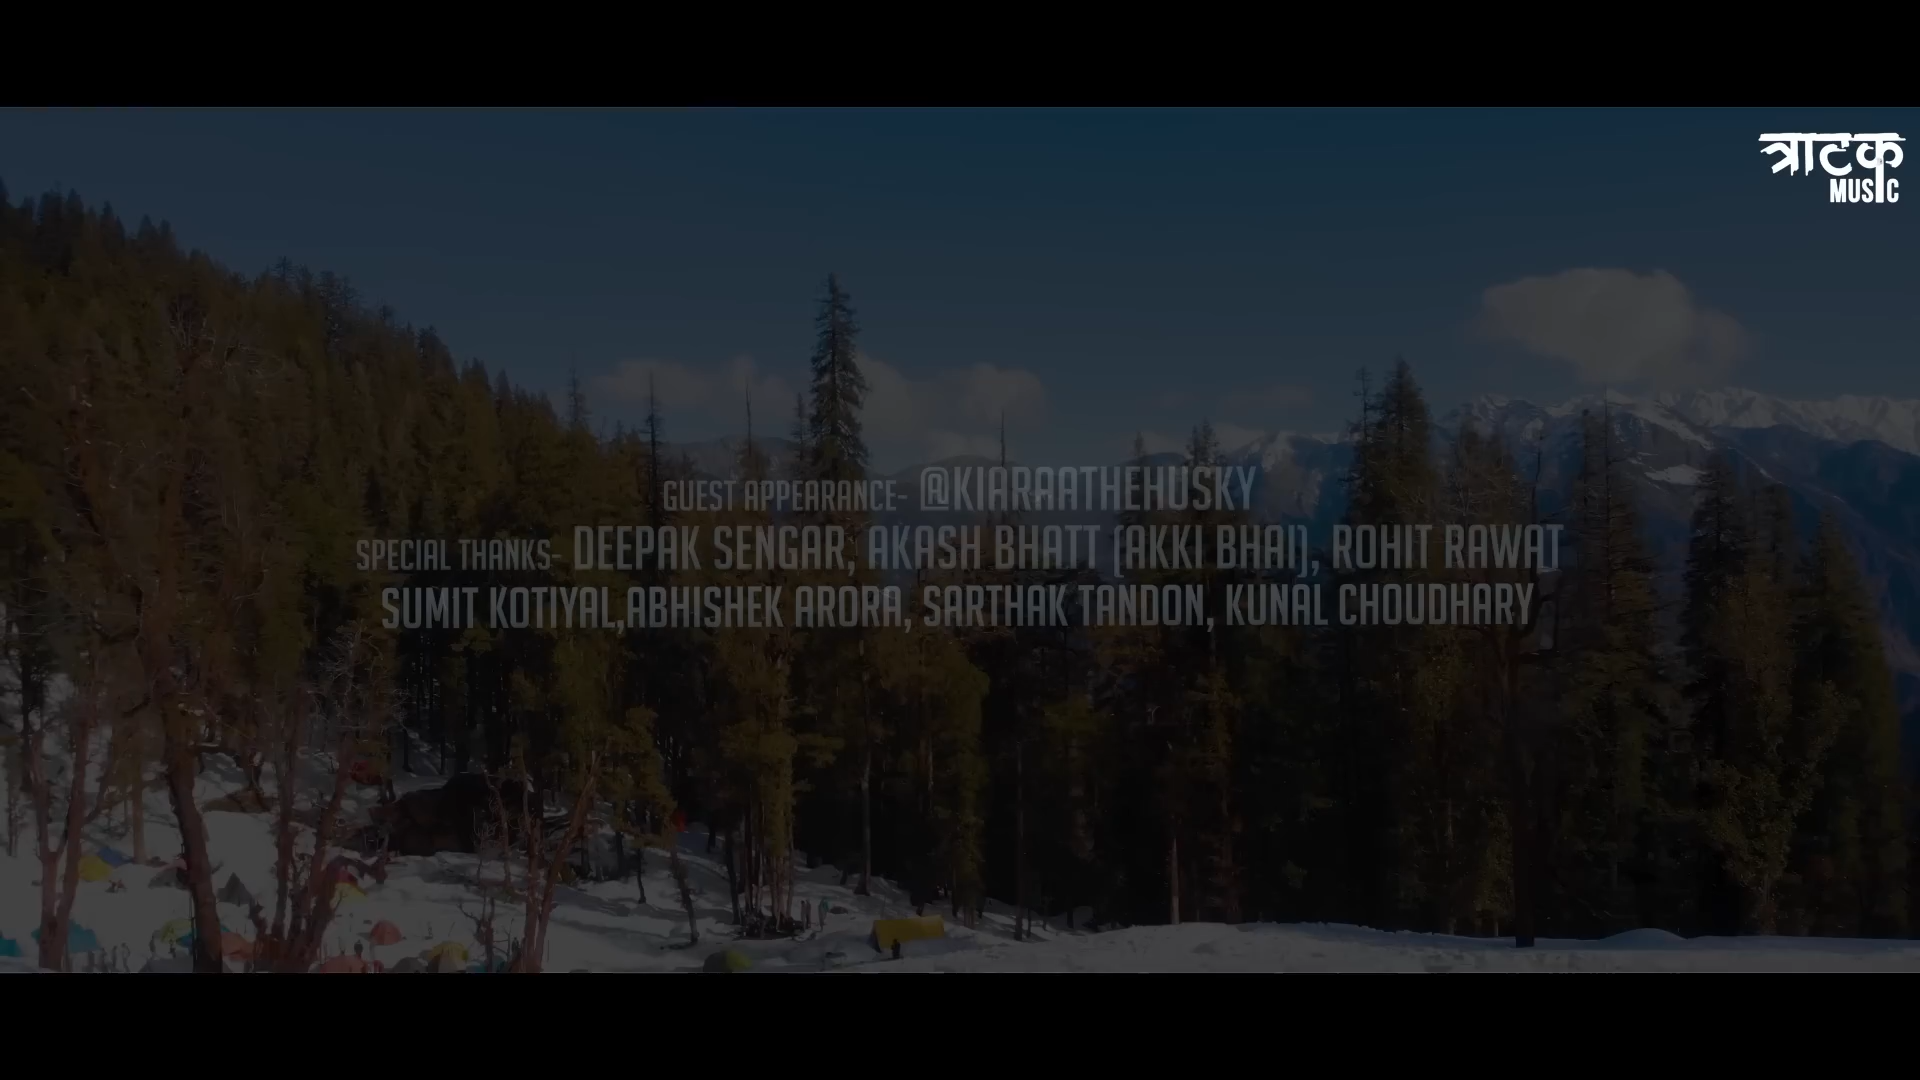 त्राटक
MUSIC
GUEST APPEARANCE- @KIARAATHEHUSKY
SPECIAL THANKS- DEEPAK SENGAR, AKASH BHATT (AKKI BHAI), ROHIT RAWAT
SUMIT KOTIYAL,ABHISHEK ARORA, SARTHAK TANDON, KUNAL CHOUDHARY